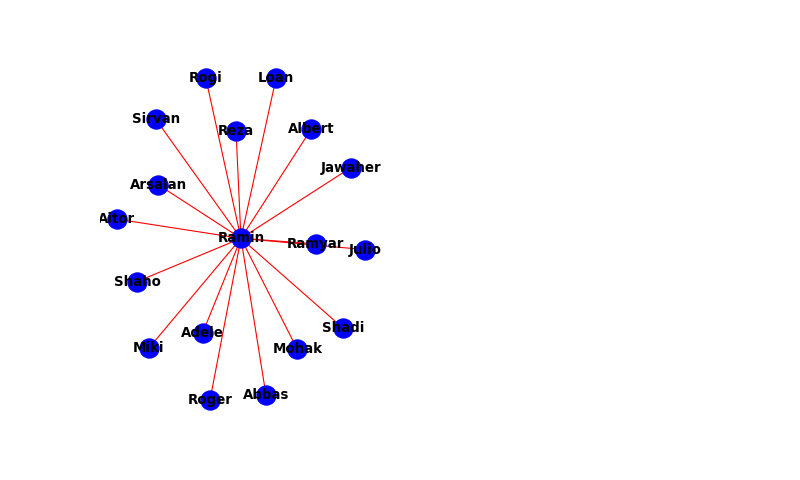 Rogi
Loan
Sirvan
Reza
Albert
Jawaher
Arsalan
Aitor
Ramin
Ramyar
Julio
Shaho
Shadi
Adele
Miki
Mohak
Roger
Abbas